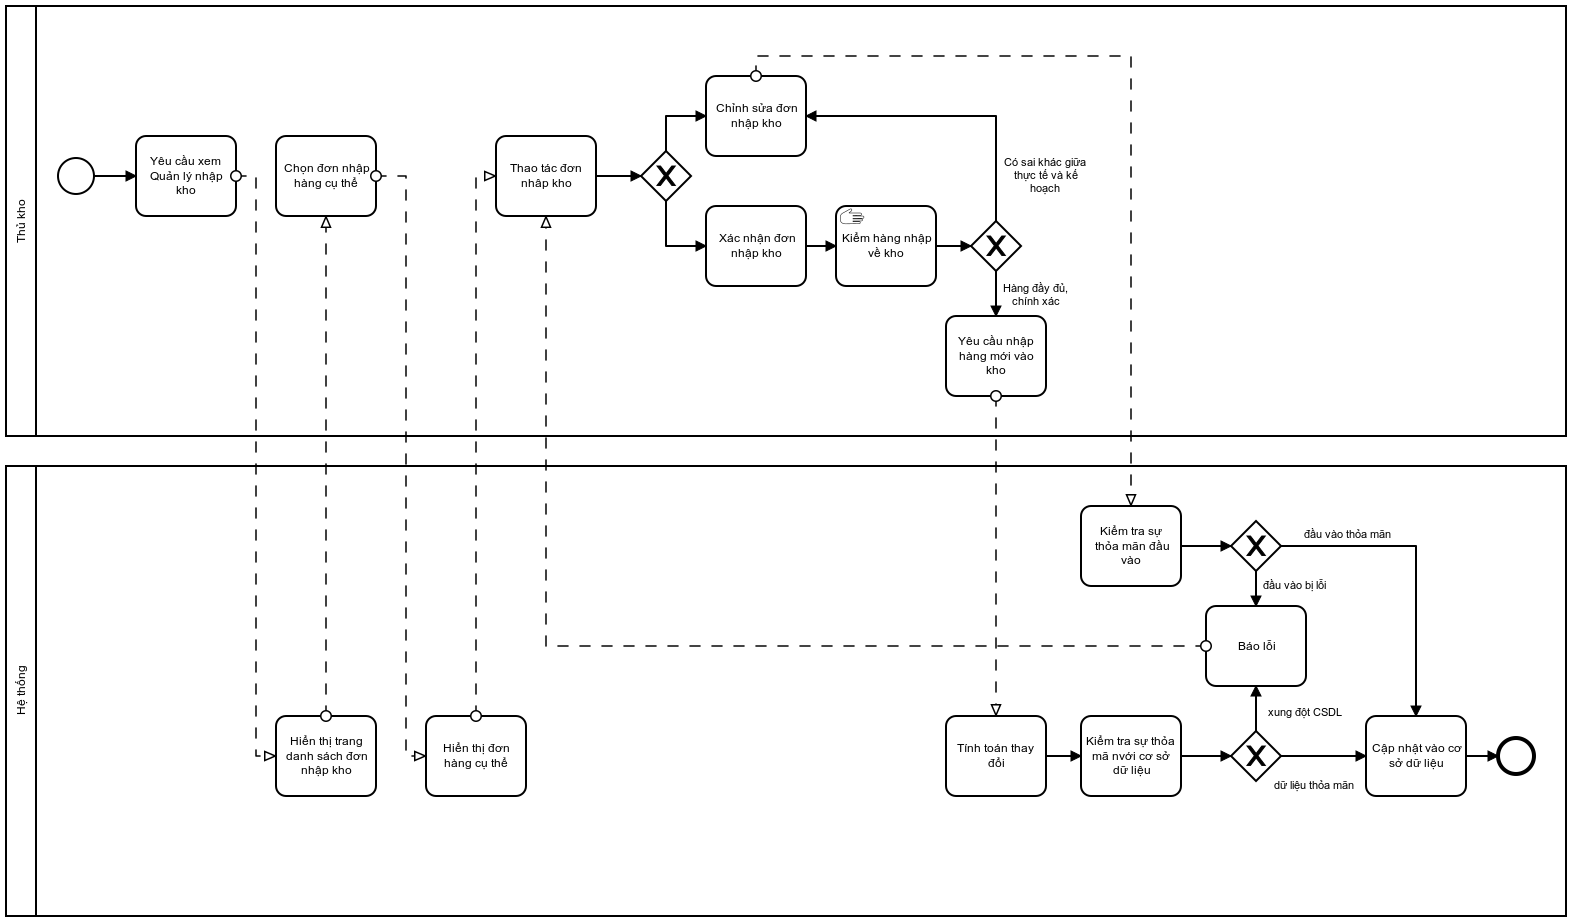 Thủ kho
Yêu cầu xem
Quản lý nhập
kho
Chọn đơn nhập
hàng cụ thể
Thao tác đơn
nhâp kho
Chỉnh sửa đơn
nhập kho
Xác nhận đơn
nhập kho
Kiểm hàng nhập
về kho
Có sai khác giữa
thực tế và kế
hoạch
Hàng đầy đủ,
chính xác
Yêu cầu nhập
hàng mới vào
kho
Hệ thống
Hiển thị trang
danh sách đơn
nhập kho
Hiển thị đơn
hàng cụ thể
Kiểm tra sự
thỏa mãn đầu
vào
đầu vào thỏa mãn
đầu vào bị lỗi
Báo lỗi
xung đột CSDL
Tính toán thay
đổi
Kiểm tra sự thỏa
mã nvới cơ sở
dữ liệu
dữ liệu thỏa mãn
Cập nhật vào cơ
sở dữ liệu